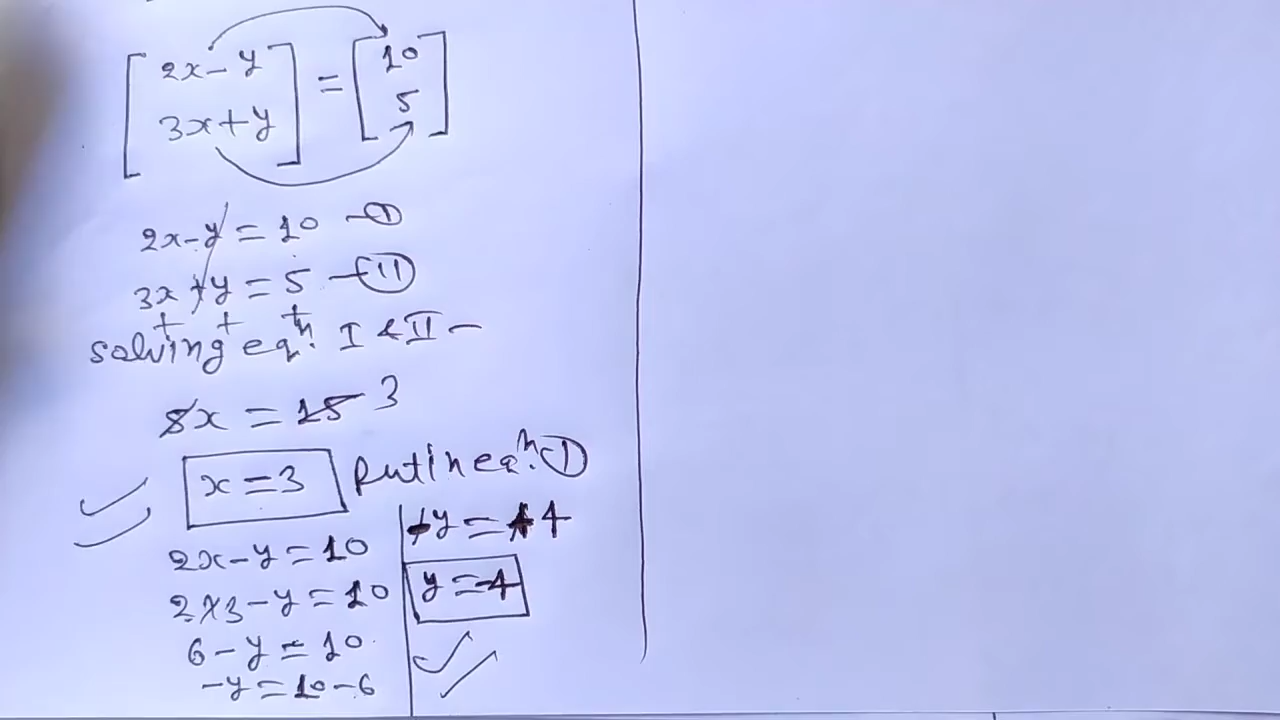 [2x-y] = [10]
[3x+y] [5]
2x-y = 10 - I
3x+y = 5 - II
+ + +
solving eqn. I & II -
5x = 15 3
x = 3 Put in eqn. I
2x-y = 10
2×3-y = 10
6-y = 10
-y = 10-6
y = 4
y = -4